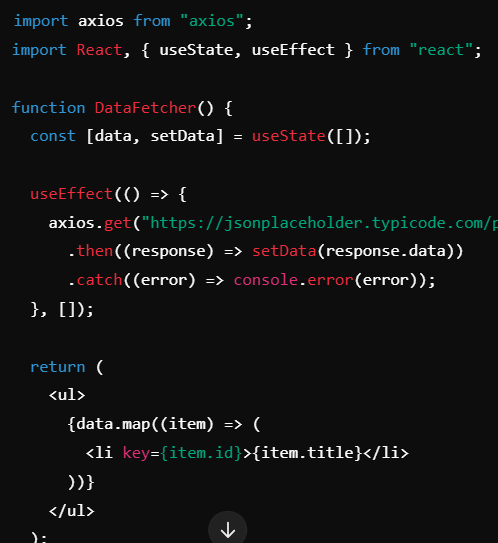 import axios from "axios";
import React, { useState, useEffect } from "react";
function DataFetcher() {
const [data, setData] = useState([]);
useEffect(() => {
axios.get("https://jsonplaceholder.typicode.com/p
.then((response) => setData(response.data))
.catch((error) => console.error(error));
}, []);
return (
<ul>
{data.map((item) => (
<li key={item.id}>{item.title}</li>
))}
</ul>
);